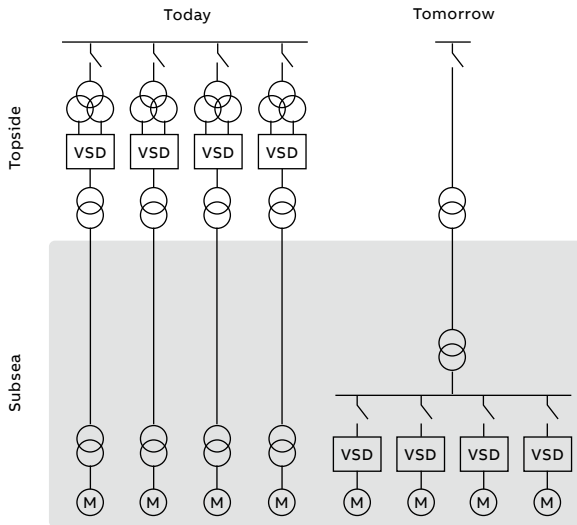 Today
Tomorrow
Topside
VSD VSD VSD VSD
Subsea
VSD VSD VSD VSD
M M M M M M M M